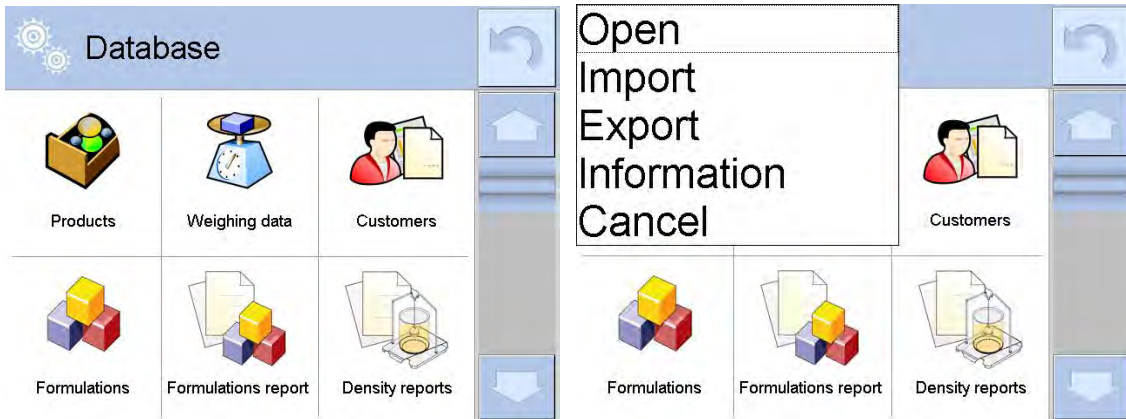 Database
Products
Weighing data
Customers
Formulations
Formulations report
Density reports
Open
Import
Export
Information
Cancel
Customers
Formulations
Formulations report
Density reports